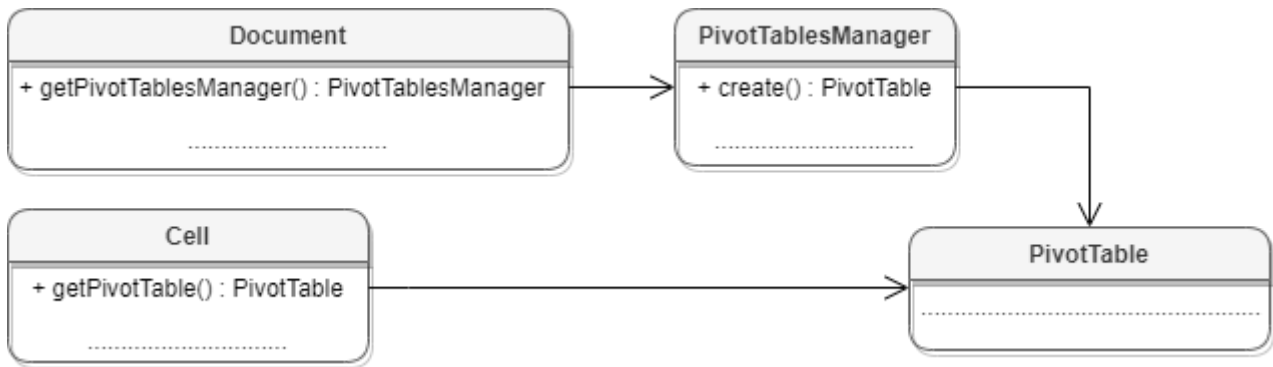 Document
+ getPivotTablesManager() : PivotTablesManager
PivotTablesManager
+ create() : PivotTable
Cell
+ getPivotTable() : PivotTable
PivotTable